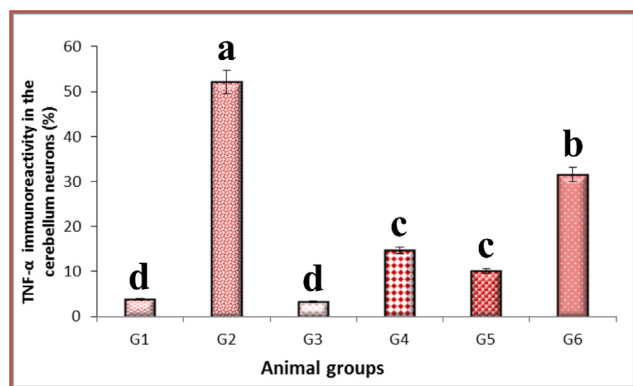 TNF-α immunoreactivity in the
cerebellum neurons (%)
60
50
40
30
20
10
0
d
a
d
c
c
b
G1 G2 G3 G4 G5 G6
Animal groups